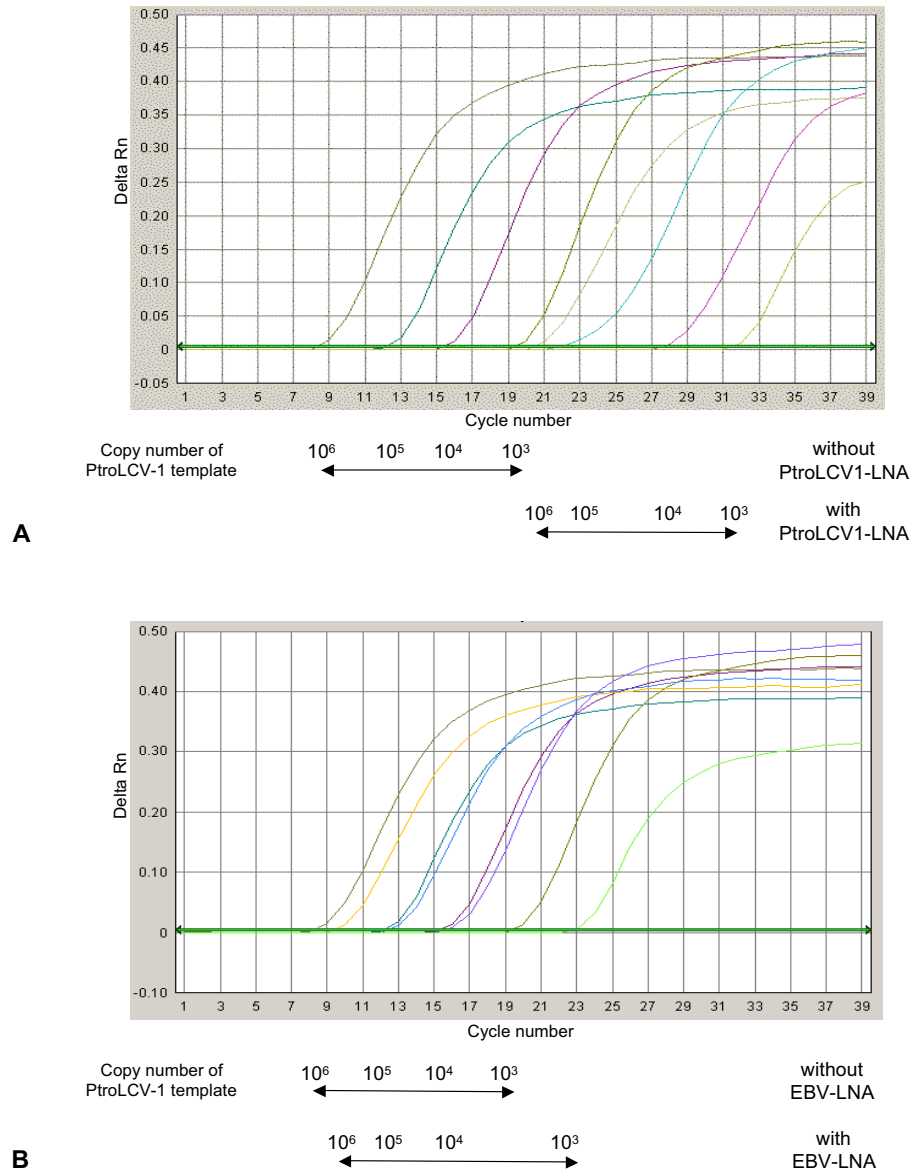 0.50
0.45
0.40
0.35
0.30
0.25
0.20
0.15
0.10
0.05
0
-0.05
Delta Rn
1 3 5 7 9 11 13 15 17 19 21 23 25 27 29 31 33 35 37 39
Cycle number
Copy number of
PtroLCV-1 template
10⁶ 10⁵ 10⁴ 10³
without
PtroLCV1-LNA
10⁶ 10⁵ 10⁴ 10³
with
PtroLCV1-LNA
A
0.50
0.40
0.30
0.20
0.10
0
-0.10
Delta Rn
1 3 5 7 9 11 13 15 17 19 21 23 25 27 29 31 33 35 37 39
Cycle number
Copy number of
PtroLCV-1 template
10⁶ 10⁵ 10⁴ 10³
without
EBV-LNA
10⁶ 10⁵ 10⁴ 10³
with
EBV-LNA
B